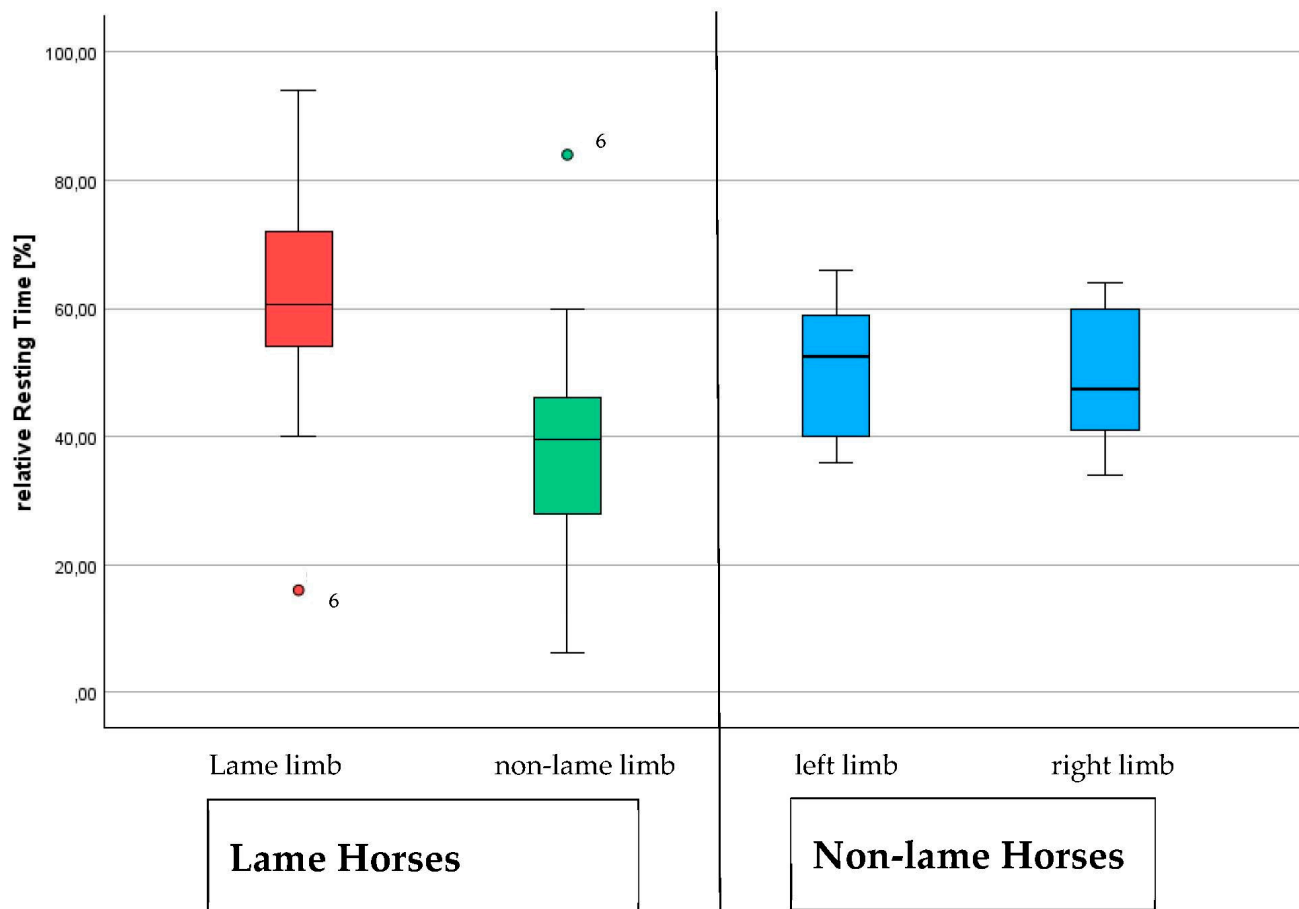 relative Resting Time [%]
100,00
80,00
60,00
40,00
20,00
,00
6
6
Lame limb
non-lame limb
left limb
right limb
Lame Horses
Non-lame Horses